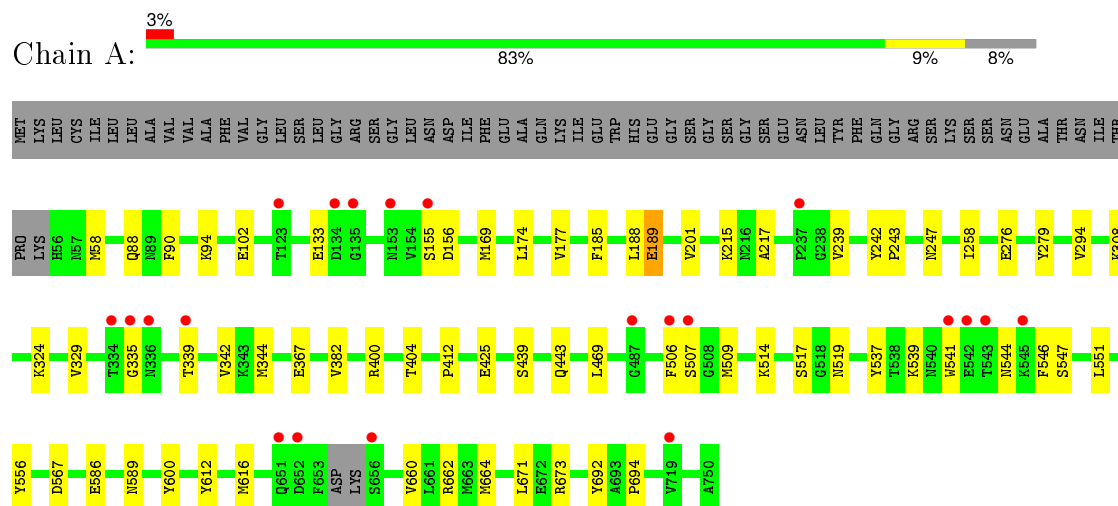 3%
Chain A:
83% 9% 8%
MET LYS LEU CYS ILE LEU LEU ALA VAL VAL ALA PHE VAL GLY LEU SER LEU GLY ARG SER GLY LEU ASN ASP ILE PHE GLU ALA GLN LYS ILE GLU TRP HIS GLU GLY SER GLY SER GLY SER GLU ASN LEU TYR PHE GLN GLY ARG SER LYS SER SER ASN GLU ALA THR ASN ILE
PRO LYS H56 N57 M58 Q88 N89 F90 K94 E102 T123 E133 D134 G135 N153 V154 S155 D156 M169 L174 V177 F185 L188 E189 V201 K215 N216 A217 P237 G238 V239 Y242 P243 N247 I258 E276 Y279 V294 K308
K324 V329 T334 G335 N336 T339 V342 K343 M344 E367 V382 R400 T404 P412 E425 S439 Q443 L469 G487 F506 S507 G508 M509 K514 S517 G518 N519 Y537 T538 K539 N540 W541 E542 T543 N544 K545 F546 S547 L551
Y556 D567 E586 N589 Y600 Y612 M616 Q651 D652 F653 ASP LYS S656 V660 L661 R662 M663 M664 L671 E672 R673 Y692 A693 P694 V719 A750